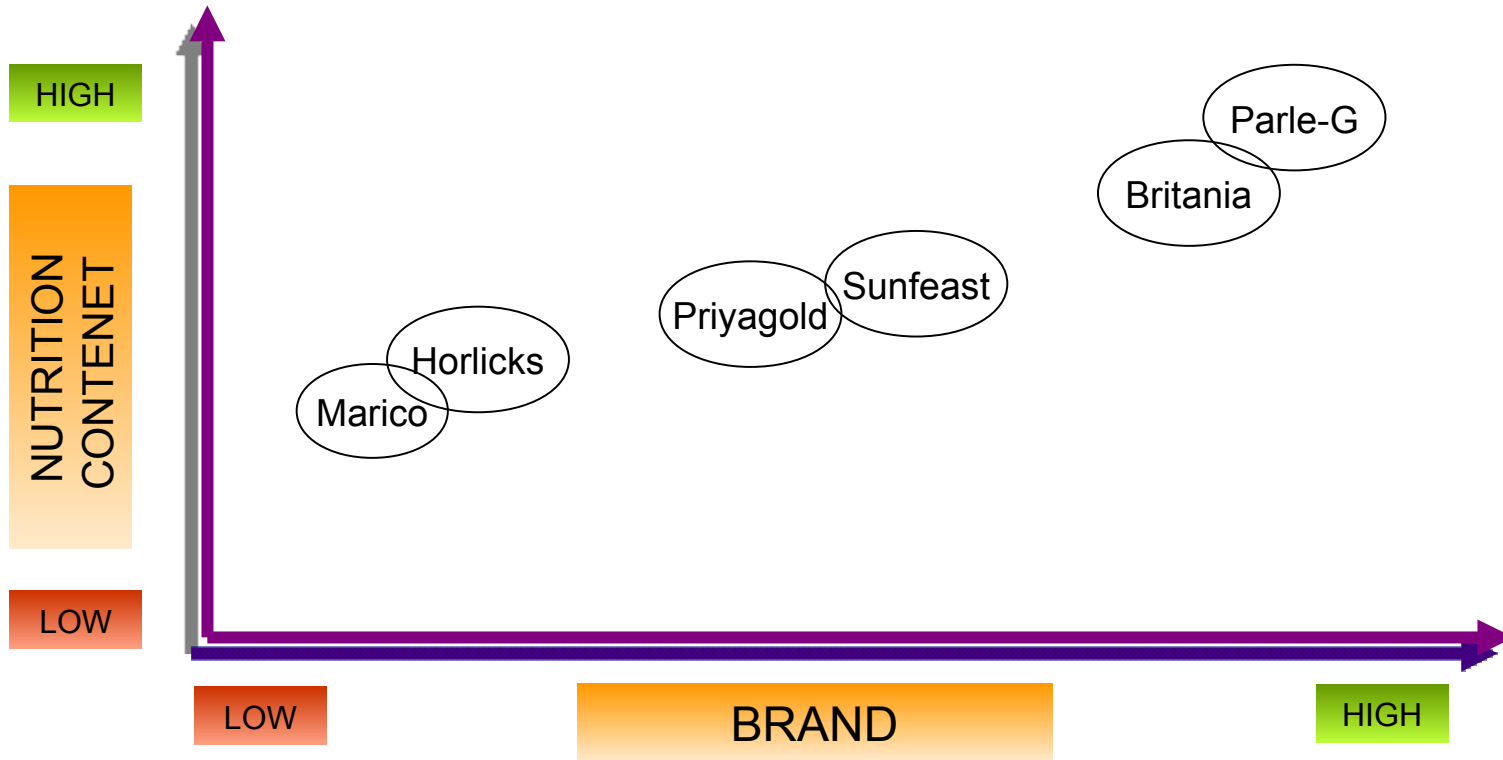 HIGH
Parle-G
Britania
NUTRITION
CONTENET
Sunfeast
Priyagold
Horlicks
Marico
LOW
LOW
BRAND
HIGH